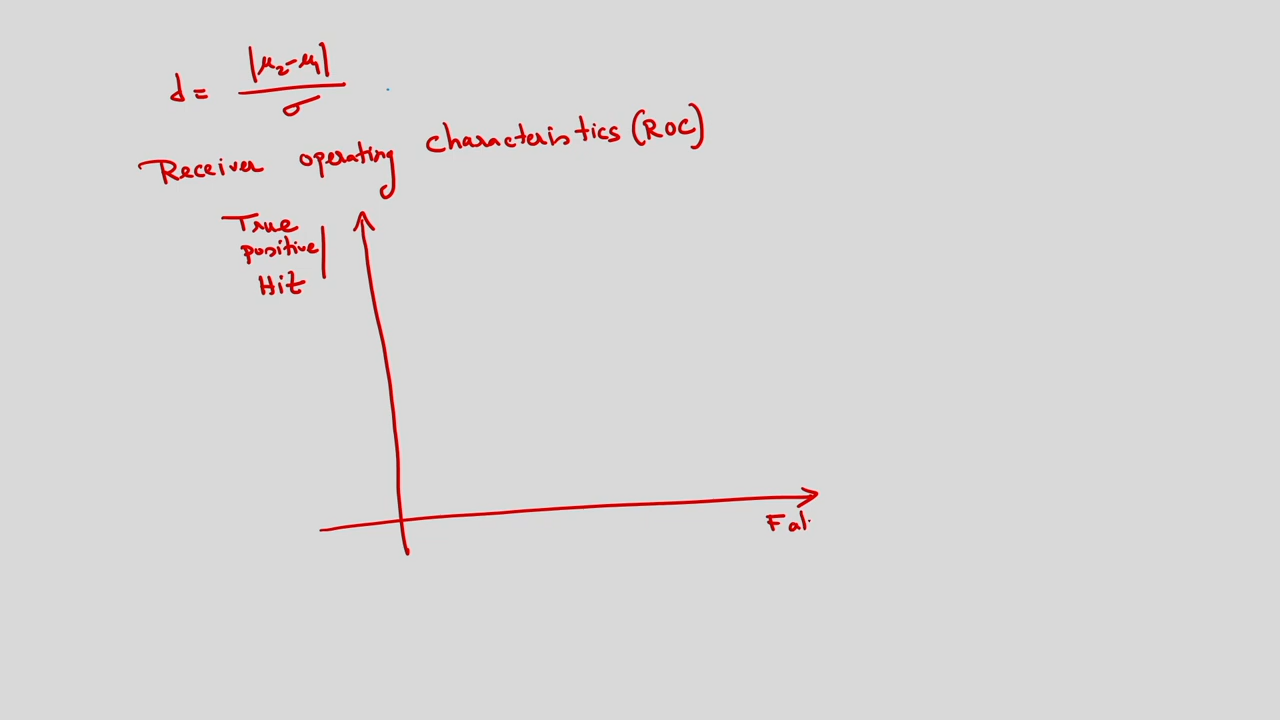 d = |μ₂-μ₁| / σ
Receiver operating characteristics (ROC)
True
positive
Hit
Fal